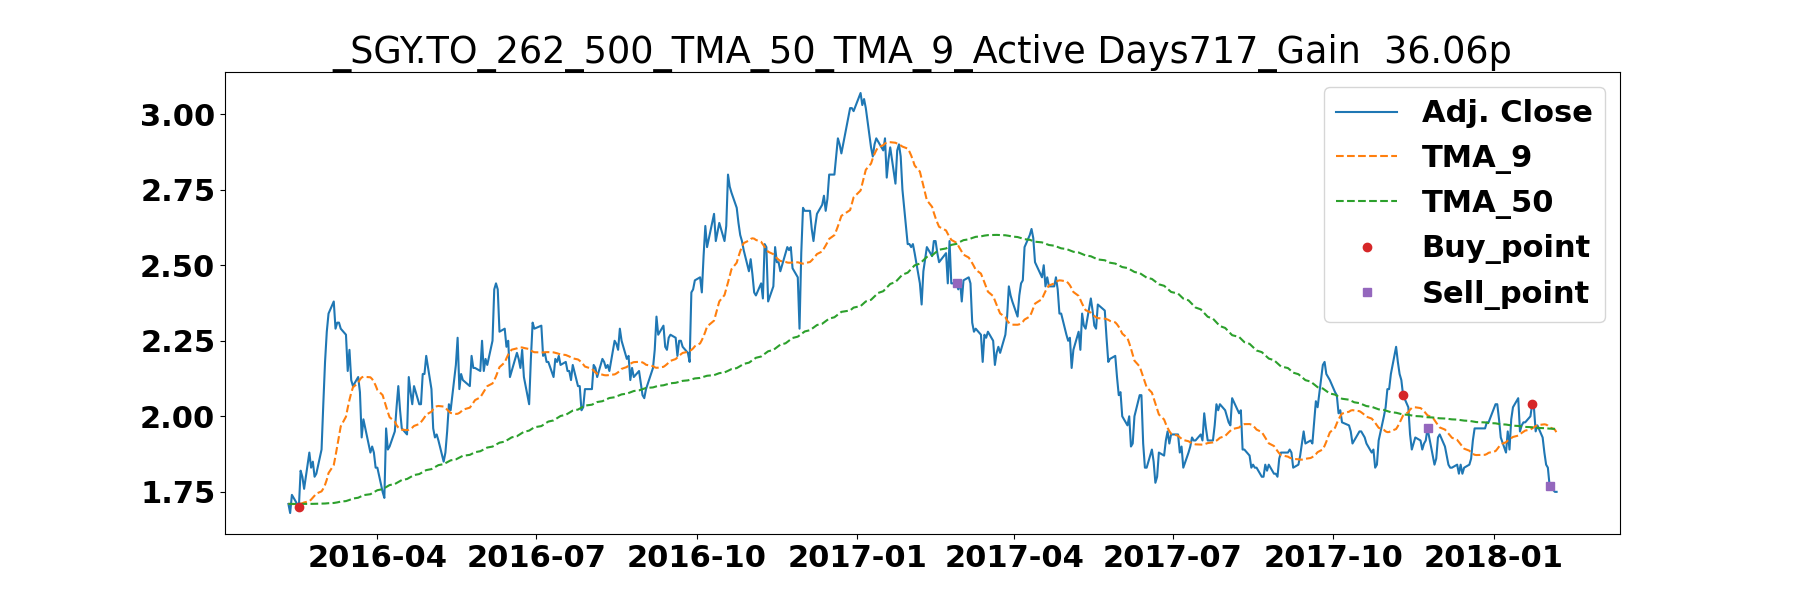 _SGY.TO_262_500_TMA_50_TMA_9_Active Days717_Gain  36.06p
3.00
2.75
2.50
2.25
2.00
1.75
2016-04 2016-07 2016-10 2017-01 2017-04 2017-07 2017-10 2018-01
Adj. Close
TMA_9
TMA_50
Buy_point
Sell_point